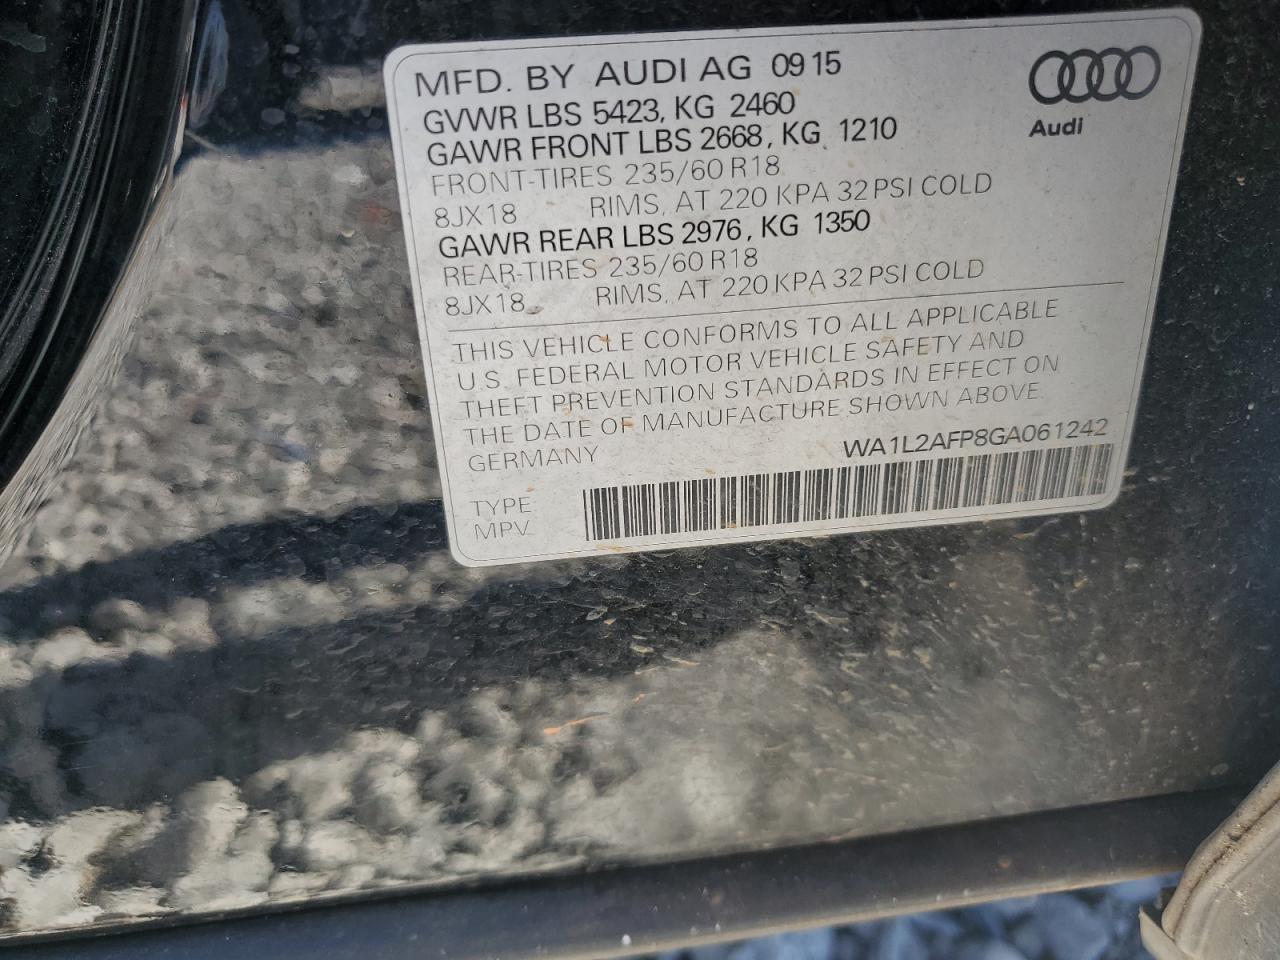 MFD. BY AUDI AG 09 15
GVWR LBS 5423, KG 2460
GAWR FRONT LBS 2668, KG 1210
FRONT-TIRES 235/60 R18
8JX18 RIMS, AT 220 KPA 32 PSI COLD
GAWR REAR LBS 2976, KG 1350
REAR-TIRES 235/60 R18
8JX18 RIMS, AT 220 KPA 32 PSI COLD
Audi
THIS VEHICLE CONFORMS TO ALL APPLICABLE
U.S. FEDERAL MOTOR VEHICLE SAFETY AND
THEFT PREVENTION STANDARDS IN EFFECT ON
THE DATE OF MANUFACTURE SHOWN ABOVE.
GERMANY WA1L2AFP8GA061242
TYPE
MPV